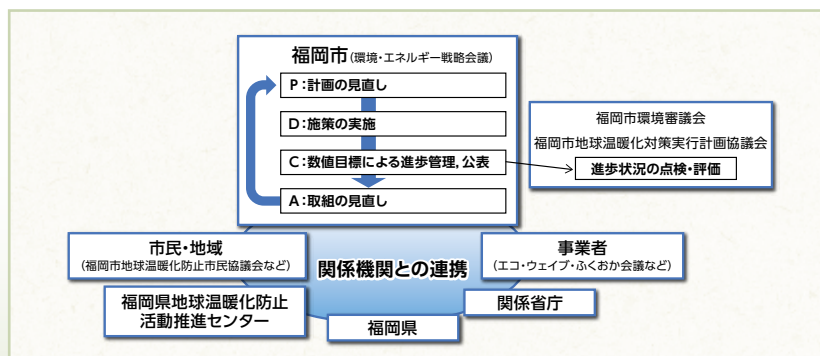 福岡市(環境・エネルギー戦略会議)
P:計画の見直し
D:施策の実施
C:数値目標による進歩管理,公表
A:取組の見直し
福岡市環境審議会
福岡市地球温暖化対策実行計画協議会
進歩状況の点検・評価
市民・地域
(福岡市地球温暖化防止市民協議会など)
関係機関との連携
事業者
(エコ・ウェイブ・ふくおか会議など)
福岡県地球温暖化防止
活動推進センター
福岡県
関係省庁